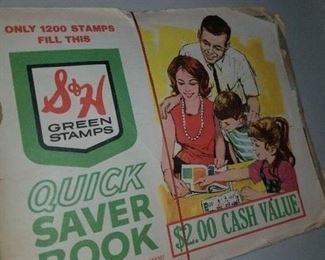 ONLY 1200 STAMPS
FILL THIS
S&H
GREEN
STAMPS
QUICK
SAVER
BOOK
$2.00 CASH VALUE